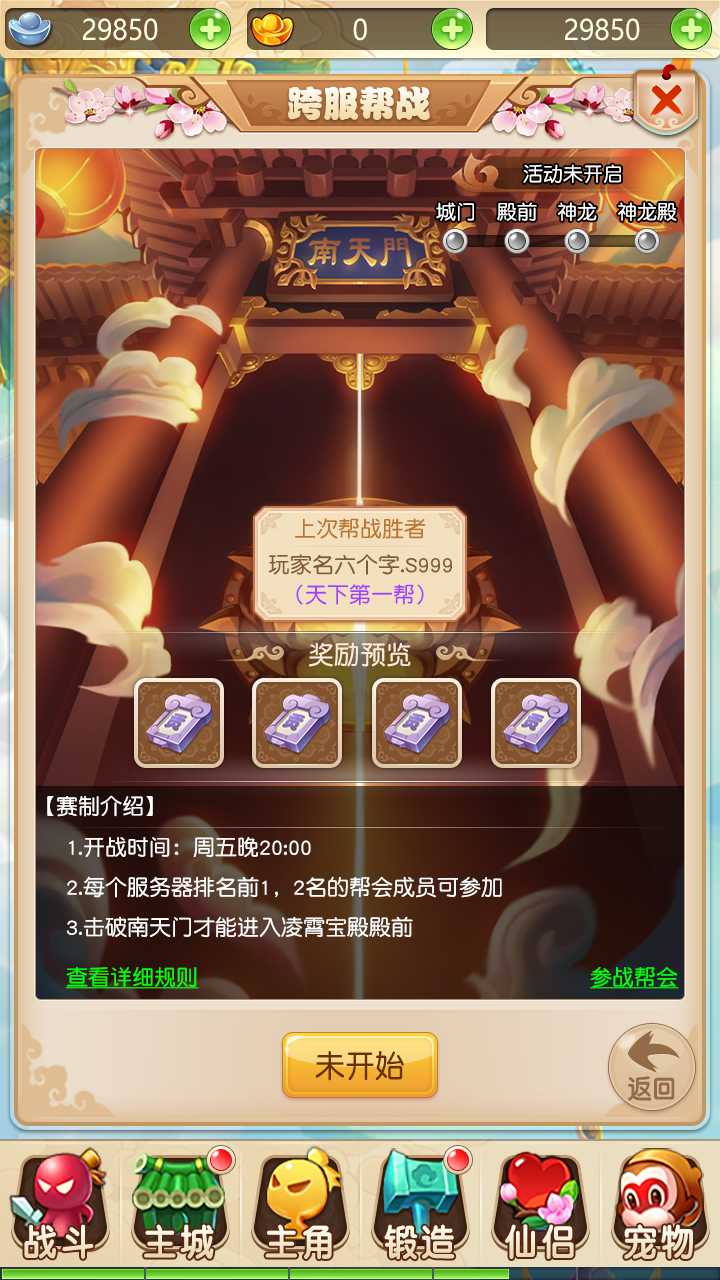 29850
0
29850
跨服帮战
活动未开启
城门 殿前 神龙 神龙殿
南天門
上次帮战胜者
玩家名六个字.S999
（天下第一帮）
奖励预览
【赛制介绍】
1.开战时间：周五晚20:00
2.每个服务器排名前1，2名的帮会成员可参加
3.击破南天门才能进入凌霄宝殿殿前
查看详细规则
参战帮会
未开始
返回
战斗 主城 主角 锻造 仙侣 宠物